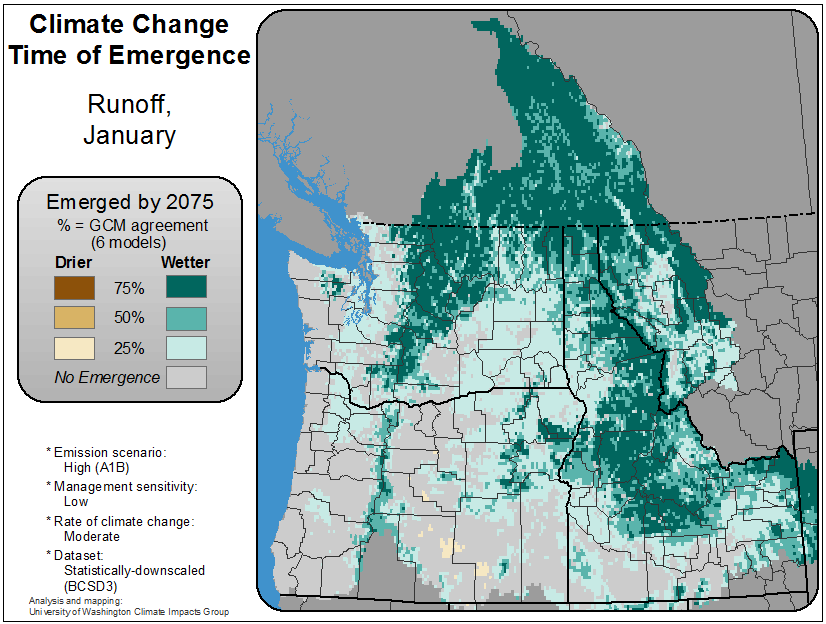 Climate Change
Time of Emergence
Runoff,
January
Emerged by 2075
% = GCM agreement
(6 models)
Drier Wetter
75%
50%
25%
No Emergence
* Emission scenario:
High (A1B)
* Management sensitivity:
Low
* Rate of climate change:
Moderate
* Dataset:
Statistically-downscaled
(BCSD3)
Analysis and mapping:
University of Washington Climate Impacts Group